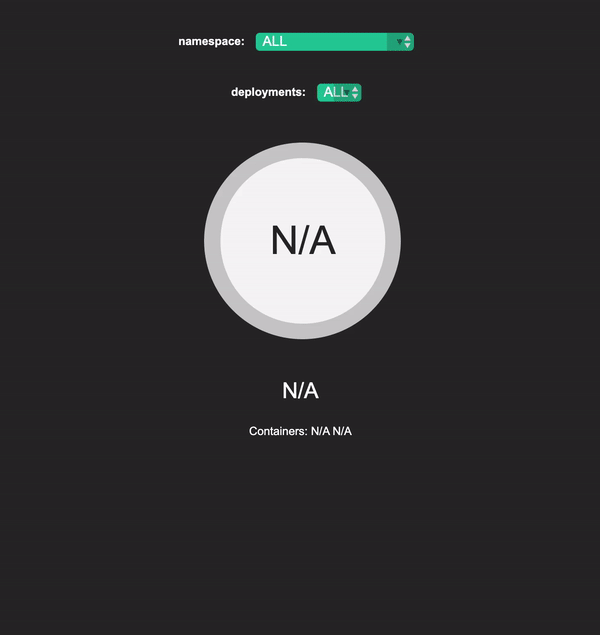 namespace: ALL
deployments: ALL
N/A
N/A
Containers: N/A N/A